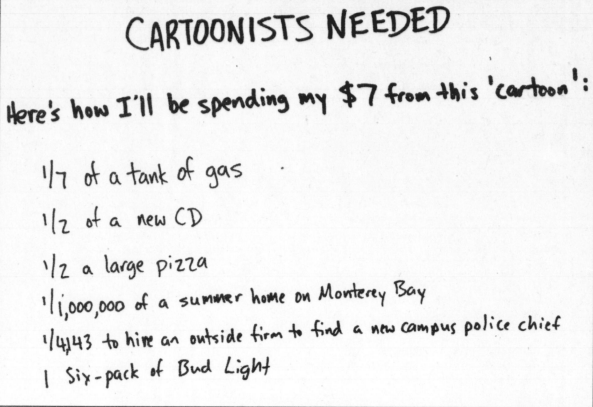 CARTOONISTS NEEDED
Here's how I'll be spending my $7 from this 'cartoon':
1/7 of a tank of gas
1/2 of a new CD
1/2 a large pizza
1/1,000,000 of a summer home on Monterey Bay
1/4,143 to hire an outside firm to find a new campus police chief
1 Six-pack of Bud Light